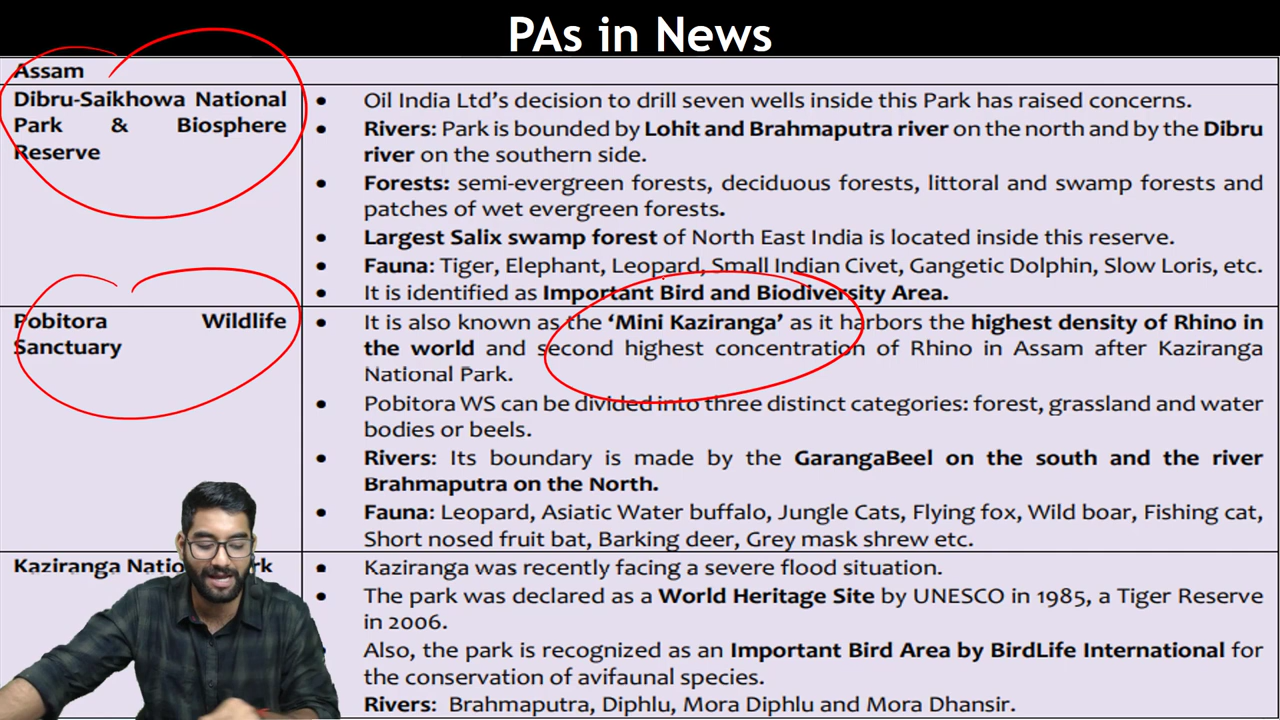 PAs in News
Assam
Dibru-Saikhowa National
Park & Biosphere
Reserve
• Oil India Ltd’s decision to drill seven wells inside this Park has raised concerns.
• Rivers: Park is bounded by Lohit and Brahmaputra river on the north and by the Dibru
river on the southern side.
• Forests: semi-evergreen forests, deciduous forests, littoral and swamp forests and
patches of wet evergreen forests.
• Largest Salix swamp forest of North East India is located inside this reserve.
• Fauna: Tiger, Elephant, Leopard, Small Indian Civet, Gangetic Dolphin, Slow Loris, etc.
• It is identified as Important Bird and Biodiversity Area.
Pobitora Wildlife
Sanctuary
• It is also known as the ‘Mini Kaziranga’ as it harbors the highest density of Rhino in
the world and second highest concentration of Rhino in Assam after Kaziranga
National Park.
• Pobitora WS can be divided into three distinct categories: forest, grassland and water
bodies or beels.
• Rivers: Its boundary is made by the GarangaBeel on the south and the river
Brahmaputra on the North.
• Fauna: Leopard, Asiatic Water buffalo, Jungle Cats, Flying fox, Wild boar, Fishing cat,
Short nosed fruit bat, Barking deer, Grey mask shrew etc.
Kaziranga
• Kaziranga was recently facing a severe flood situation.
• The park was declared as a World Heritage Site by UNESCO in 1985, a Tiger Reserve
in 2006.
Also, the park is recognized as an Important Bird Area by BirdLife International for
the conservation of avifaunal species.
Rivers: Brahmaputra, Diphlu, Mora Diphlu and Mora Dhansir.